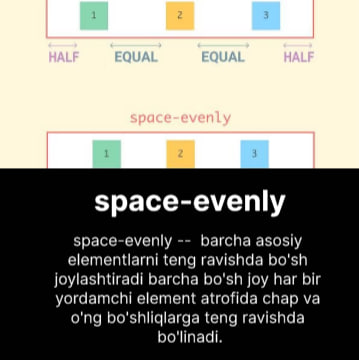 1 2 3
HALF EQUAL EQUAL HALF
space-evenly
1 2 3
space-evenly
space-evenly -- barcha asosiy
elementlarni teng ravishda bo'sh
joylashtiradi barcha bo'sh joy har bir
yordamchi element atrofida chap va
o'ng bo'shliqlarga teng ravishda
bo'linadi.